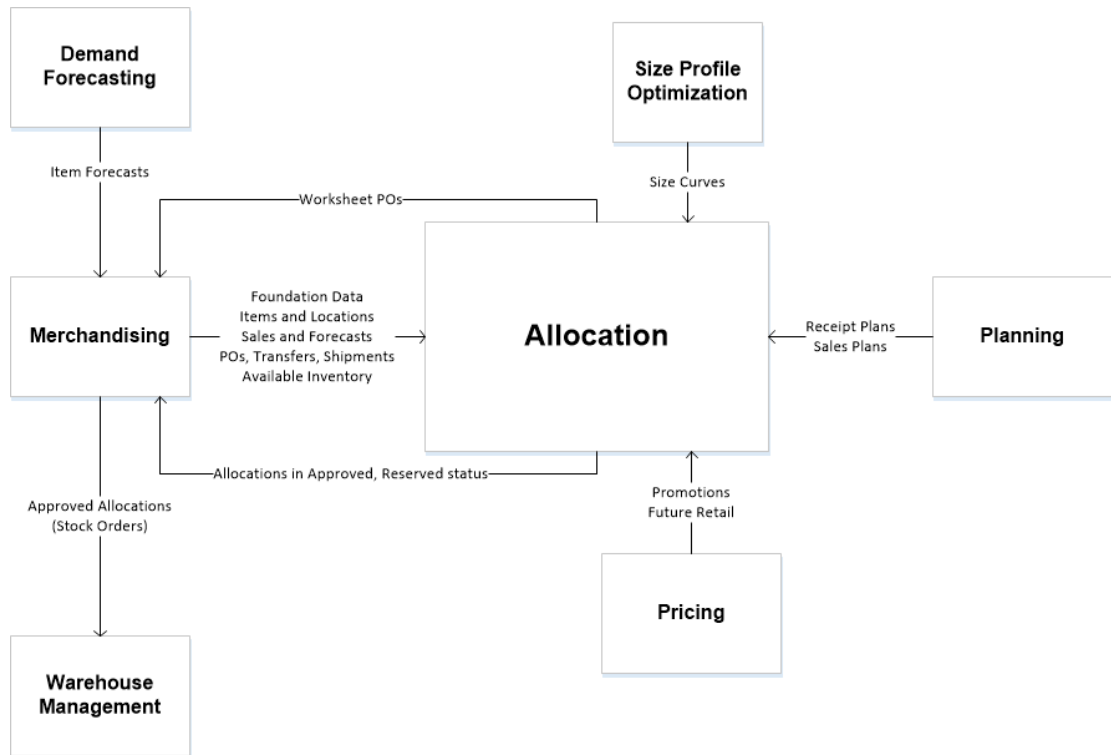 Demand
Forecasting
Size Profile
Optimization
Item Forecasts
Size Curves
Worksheet POs
Foundation Data
Items and Locations
Sales and Forecasts
POs, Transfers, Shipments
Available Inventory
Merchandising
Allocation
Receipt Plans
Sales Plans
Planning
Allocations in Approved, Reserved status
Approved Allocations
(Stock Orders)
Promotions
Future Retail
Pricing
Warehouse
Management